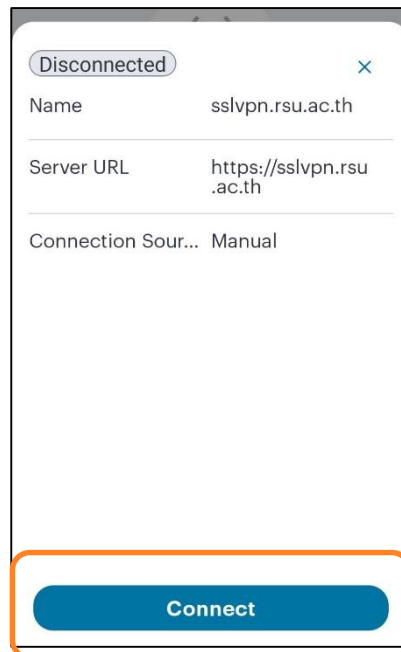 Disconnected
Name sslvpn.rsu.ac.th
Server URL https://sslvpn.rsu
.ac.th
Connection Sour... Manual
Connect